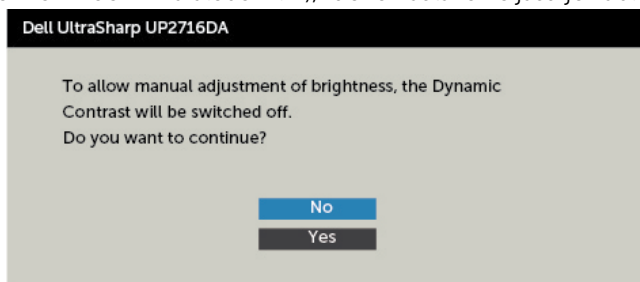 Dell UltraSharp UP2716DA
To allow manual adjustment of brightness, the Dynamic
Contrast will be switched off.
Do you want to continue?
No
Yes